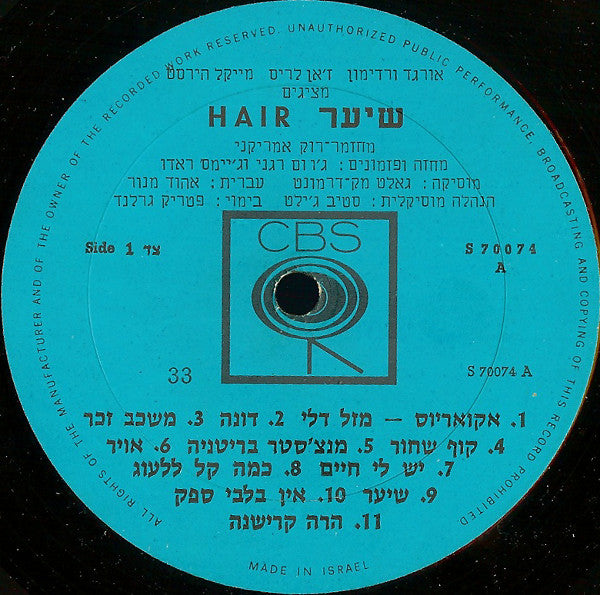 ALL RIGHTS OF THE MANUFACTURER AND OF THE OWNER OF THE RECORDED WORK RESERVED. UNAUTHORIZED PUBLIC PERFORMANCE, BROADCASTING AND COPYING OF THIS RECORD PROHIBITED
אורגד ורדימון ז'אן לריס מייקל הירסט
מציגים
שיער HAIR
מחזמר-רוק אמריקני
מחזה ופזמונים: ג'רום רגני וג'יימס ראדו
מוסיקה: גאלט מק-דרמונט עברית: אהוד מנור
הנהלה מוסיקלית: סטיב ג'ילט בימוי: פטריק גרלנד
CBS
Side 1 צד
S 70074
A
33
S 70074 A
1. אקואריוס – מזל דלי 2. דונה 3. משכב זכר
4. קוף שחור 5. מנצ'סטר בריטניה 6. אויר
7. יש לי חיים 8. כמה קל ללעוג
9. שיער 10. אין בלבי ספק
11. הרה קרישנה
MADE IN ISRAEL